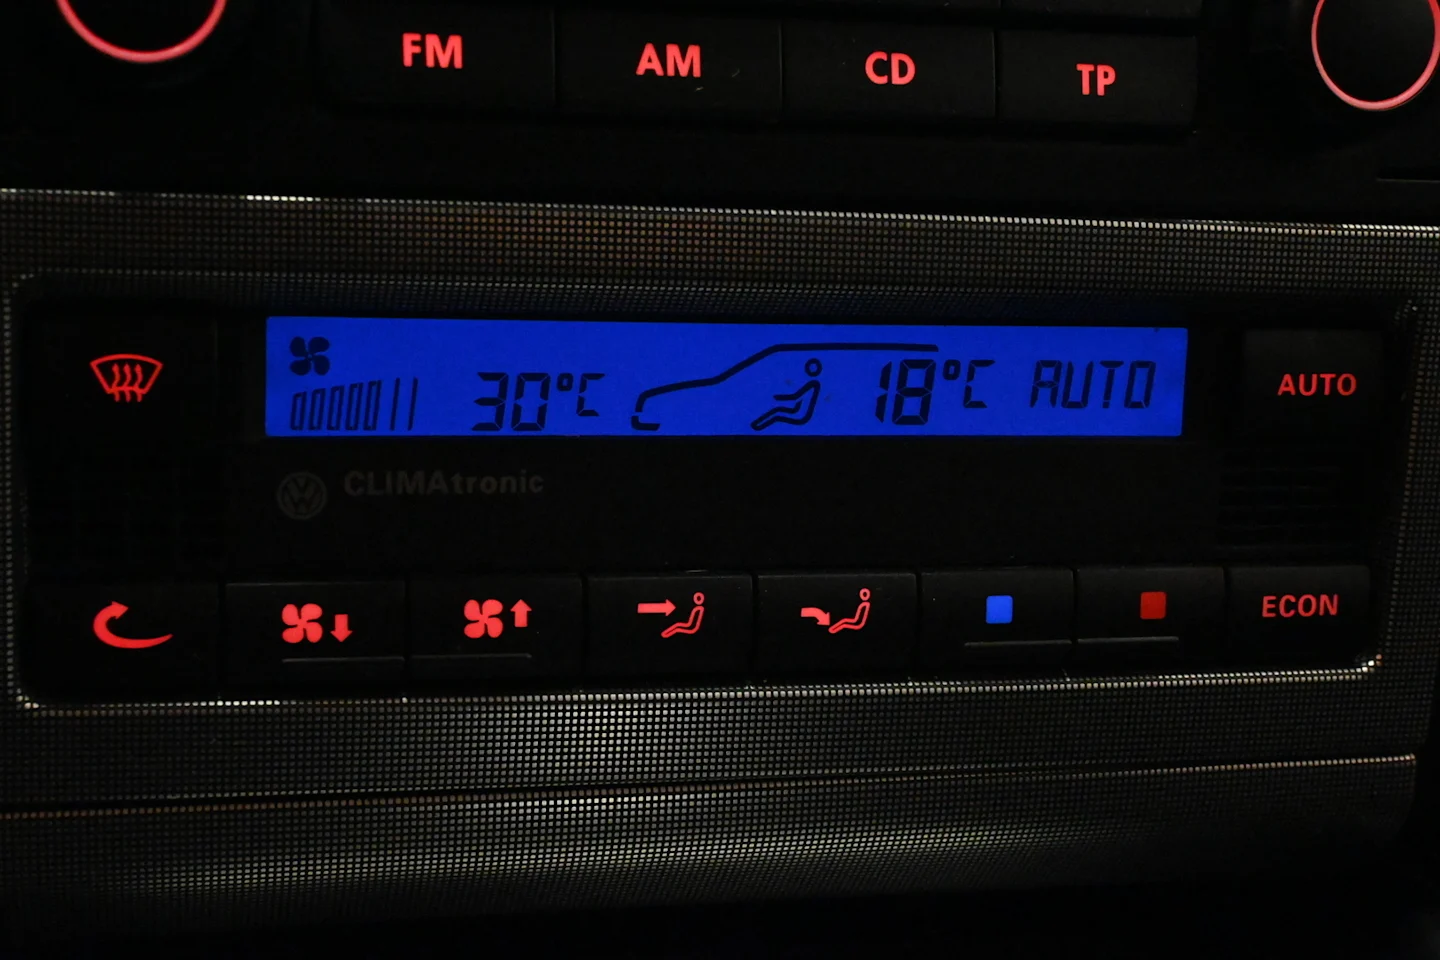 FM AM CD TP
30°C 18°C AUTO
AUTO
CLIMAtronic
ECON